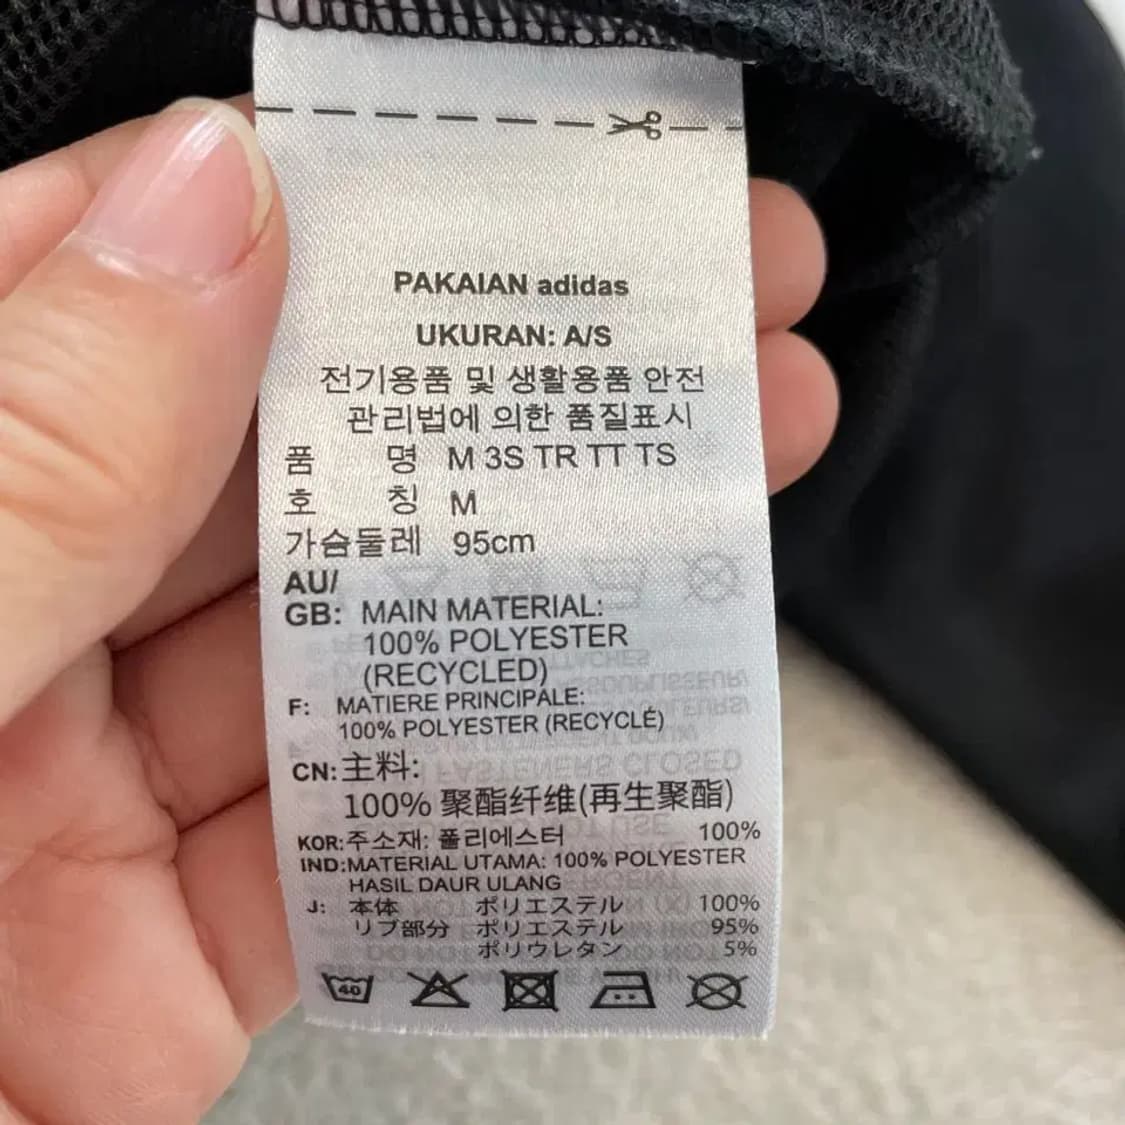 PAKAIAN adidas
UKURAN: A/S
전기용품 및 생활용품 안전
관리법에 의한 품질표시
품 명 M 3S TR TT TS
호 칭 M
가슴둘레 95cm
AU/
GB: MAIN MATERIAL:
100% POLYESTER
(RECYCLED)
F: MATIERE PRINCIPALE:
100% POLYESTER (RECYCLÉ)
CN: 主料:
100% 聚酯纤维(再生聚酯)
KOR: 주소재: 폴리에스터 100%
IND: MATERIAL UTAMA: 100% POLYESTER
HASIL DAUR ULANG
J: 本体 ポリエステル 100%
リブ部分 ポリエステル 95%
ポリウレタン 5%
40